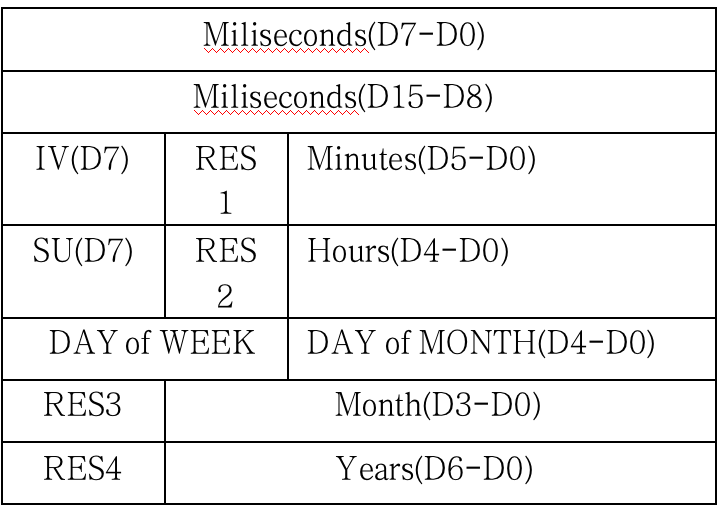 Miliseconds(D7-D0)
Miliseconds(D15-D8)
IV(D7) RES Minutes(D5-D0)
1
SU(D7) RES Hours(D4-D0)
2
DAY of WEEK DAY of MONTH(D4-D0)
RES3 Month(D3-D0)
RES4 Years(D6-D0)